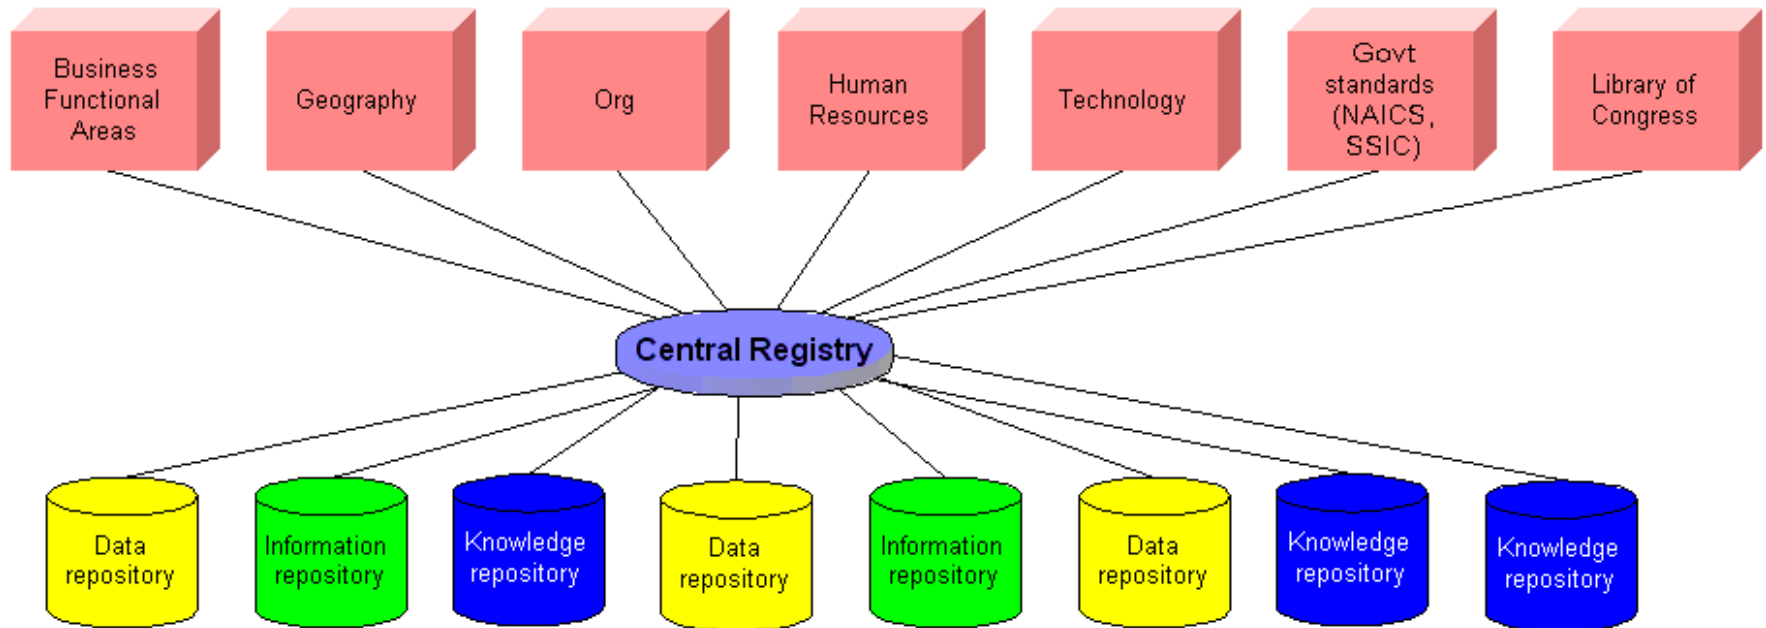 Business
Functional
Areas
Geography
Org
Human
Resources
Technology
Govt
standards
(NAICS,
SSIC)
Library of
Congress
Central Registry
Data
repository
Information
repository
Knowledge
repository
Data
repository
Information
repository
Data
repository
Knowledge
repository
Knowledge
repository